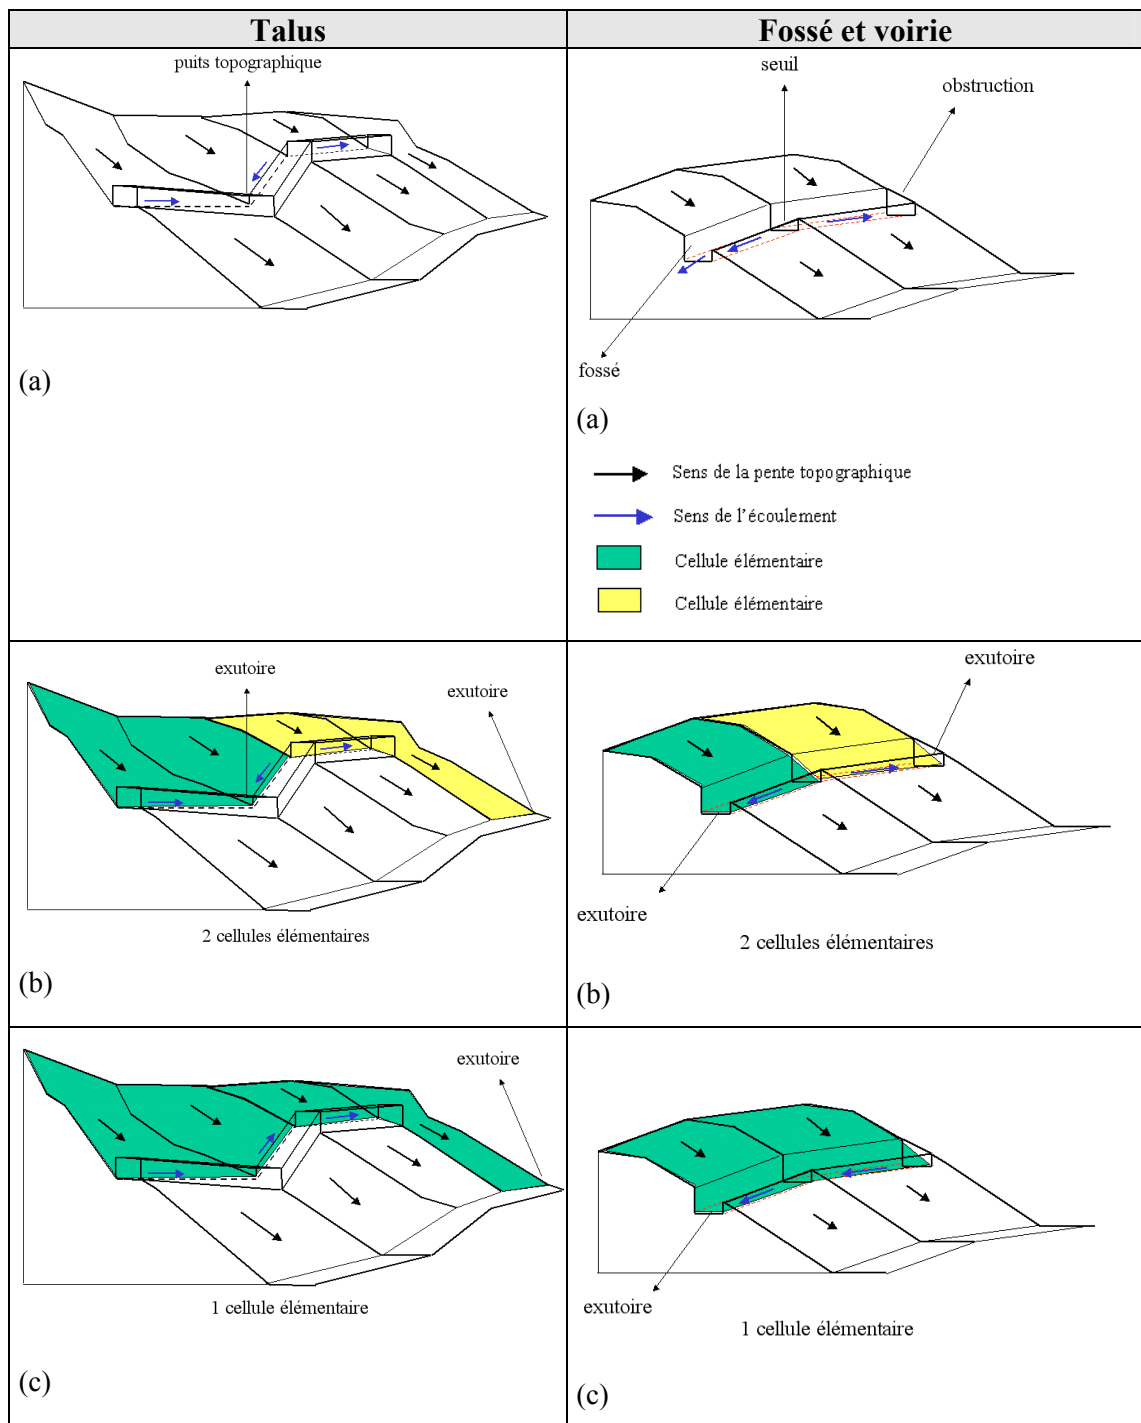 Talus
Fossé et voirie
puits topographique
(a)
seuil
obstruction
fossé
(a)
Sens de la pente topographique
Sens de l'écoulement
Cellule élémentaire
Cellule élémentaire
exutoire
exutoire
2 cellules élémentaires
(b)
exutoire
exutoire
2 cellules élémentaires
(b)
exutoire
1 cellule élémentaire
(c)
exutoire
1 cellule élémentaire
(c)